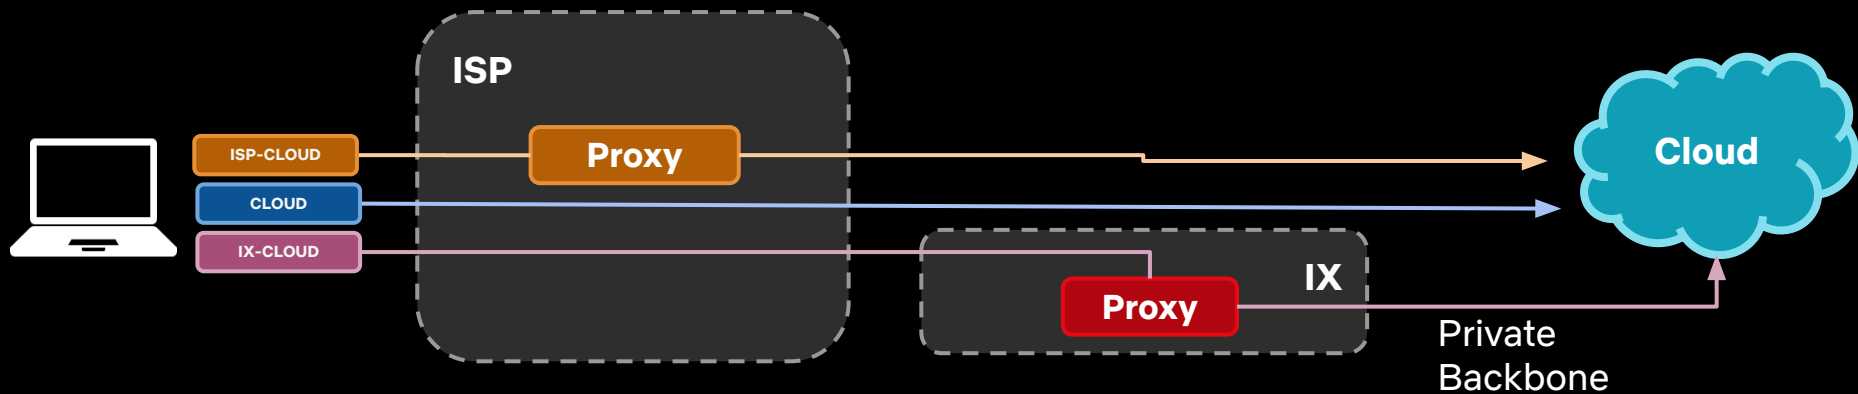 ISP
ISP-CLOUD
Proxy
Cloud
CLOUD
IX-CLOUD
IX
Proxy
Private
Backbone